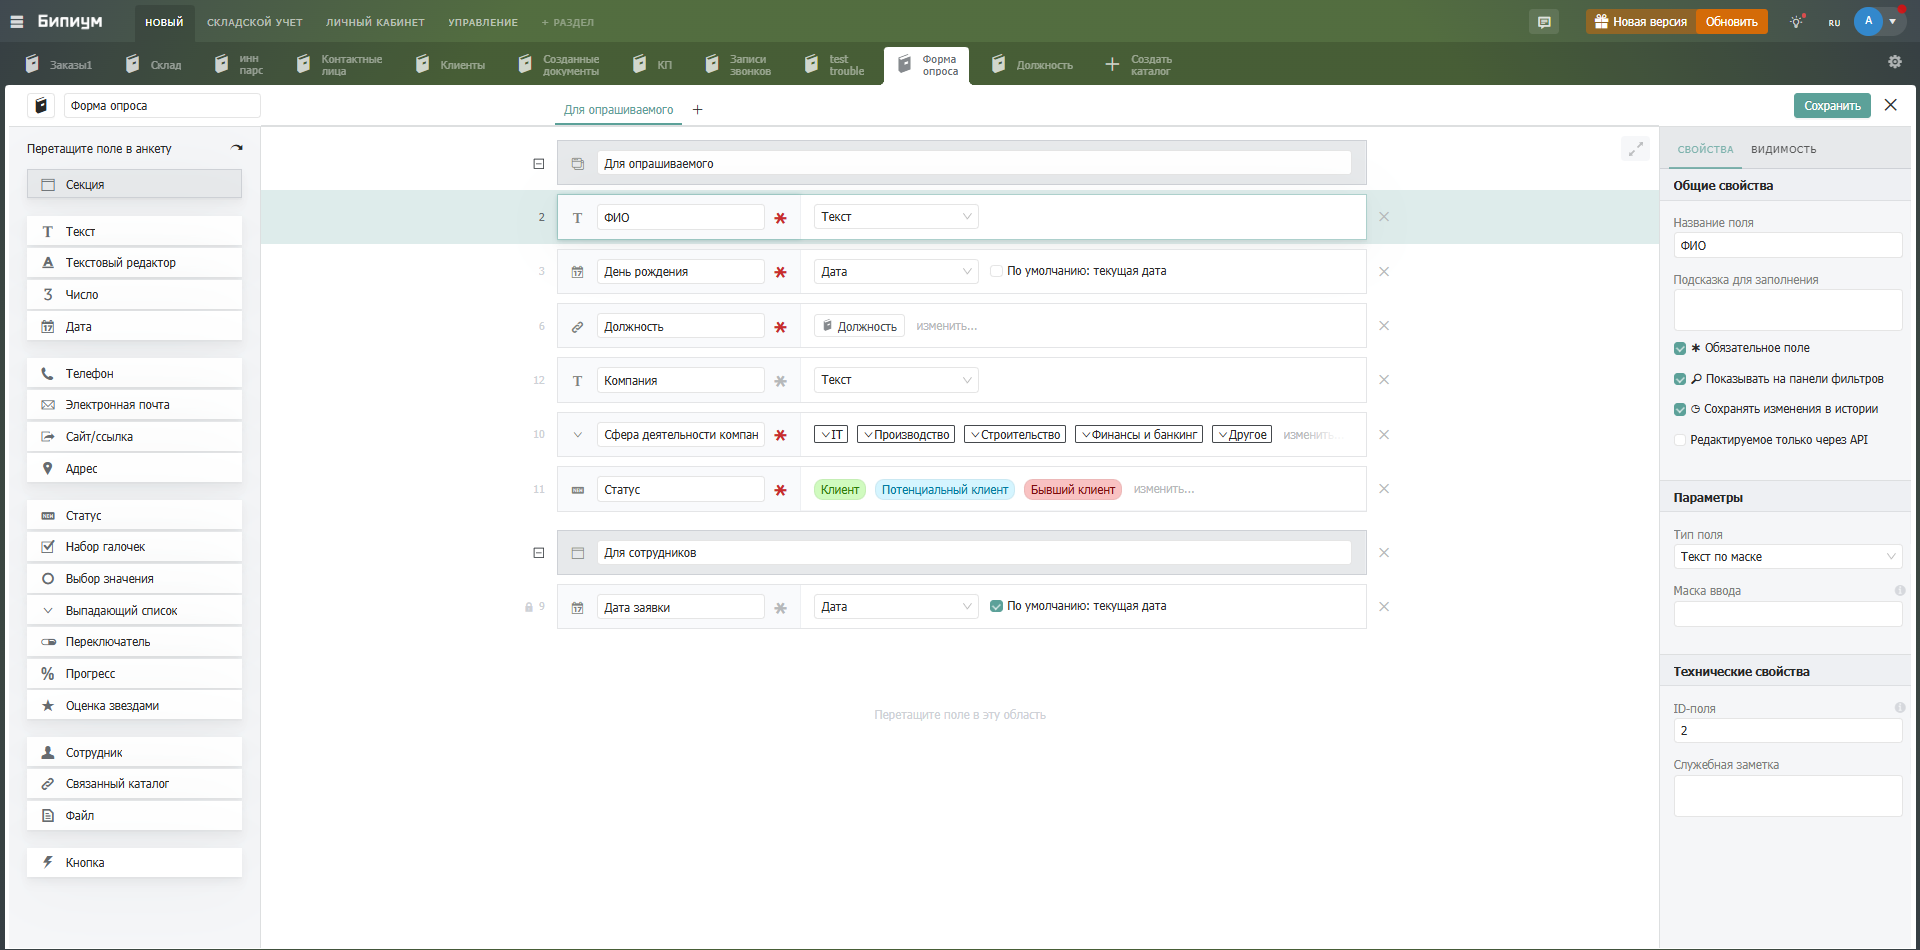 Бипиум
НОВЫЙ
СКЛАДСКОЙ УЧЕТ
ЛИЧНЫЙ КАБИНЕТ
УПРАВЛЕНИЕ
+ РАЗДЕЛ
Новая версия
Обновить
RU
A
Заказы1
Склад
инн
парс
Контактные
лица
Клиенты
Созданные
документы
КП
Записи
звонков
test
trouble
Форма
опроса
Должность
Создать
каталог
Форма опроса
Для опрашиваемого
+
Сохранить
Перетащите поле в анкету
Секция
Текст
Текстовый редактор
Число
17 Дата
Телефон
Электронная почта
Сайт/ссылка
Адрес
NEW Статус
Набор галочек
Выбор значения
Выпадающий список
Переключатель
% Прогресс
Оценка звездами
Сотрудник
Связанный каталог
Файл
Кнопка
Для опрашиваемого
2 T ФИО * Текст
3 17 День рождения * Дата По умолчанию: текущая дата
6 Должность * Должность изменить...
12 T Компания * Текст
10 Сфера деятельности компан * IT Производство Строительство Финансы и банкинг Другое изменить...
11 NEW Статус * Клиент Потенциальный клиент Бывший клиент изменить...
Для сотрудников
9 17 Дата заявки * Дата По умолчанию: текущая дата
Перетащите поле в эту область
СВОЙСТВА
ВИДИМОСТЬ
Общие свойства
Название поля
ФИО
Подсказка для заполнения
* Обязательное поле
Показывать на панели фильтров
Сохранять изменения в истории
Редактируемое только через API
Параметры
Тип поля
Текст по маске
Маска ввода
Технические свойства
ID-поля
2
Служебная заметка